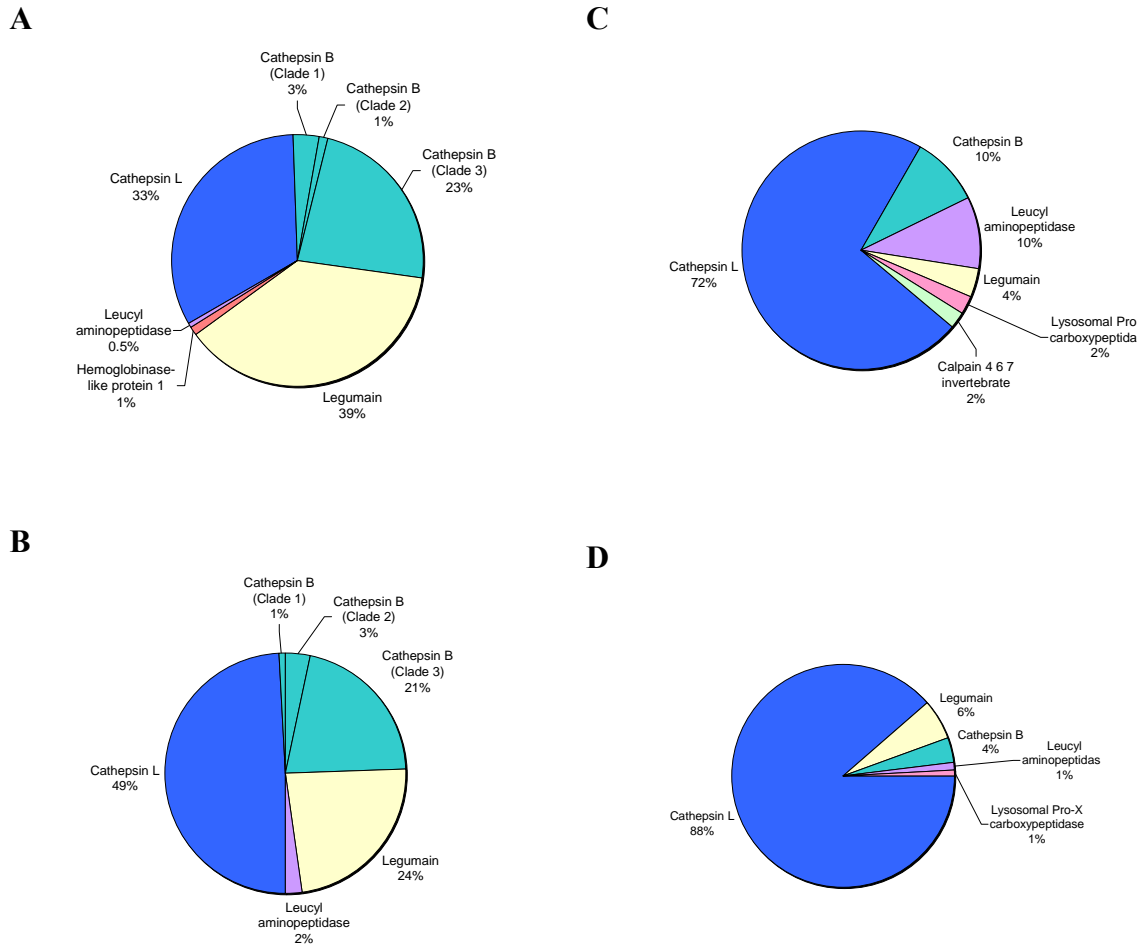 A
Cathepsin B
(Clade 1)
3%
Cathepsin B
(Clade 2)
1%
Cathepsin B
(Clade 3)
23%
Cathepsin L
33%
Leucyl
aminopeptidase
0.5%
Hemoglobinase-
like protein 1
1%
Legumain
39%
C
Cathepsin B
10%
Leucyl
aminopeptidase
10%
Cathepsin L
72%
Legumain
4%
Lysosomal Pro
carboxypeptida
2%
Calpain 4 6 7
invertebrate
2%
B
Cathepsin B
(Clade 1)
1%
Cathepsin B
(Clade 2)
3%
Cathepsin B
(Clade 3)
21%
Cathepsin L
49%
Legumain
24%
Leucyl
aminopeptidase
2%
D
Legumain
6%
Cathepsin B
4%
Leucyl
aminopeptidas
1%
Lysosomal Pro-X
carboxypeptidase
1%
Cathepsin L
88%